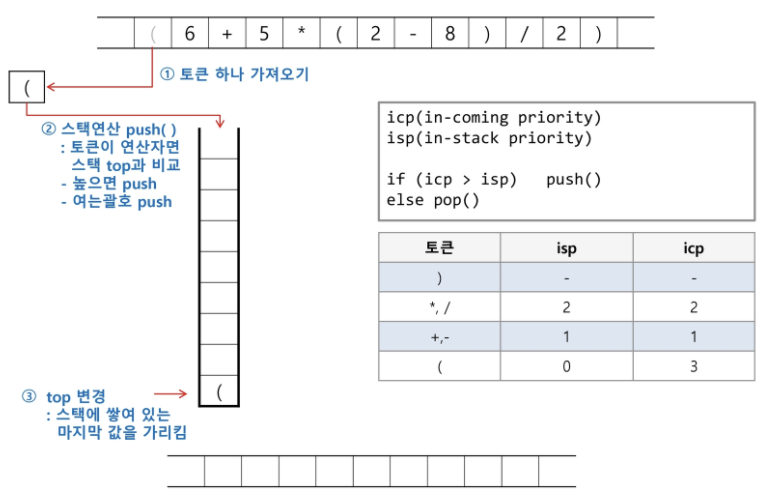 ( 6 + 5 * ( 2 - 8 ) / 2 )
① 토큰 하나 가져오기
(
② 스택연산 push( )
: 토큰이 연산자면
스택 top과 비교
- 높으면 push
- 여는괄호 push
icp(in-coming priority)
isp(in-stack priority)
if (icp > isp) push()
else pop()
토큰 isp icp
) - -
*, / 2 2
+,- 1 1
( 0 3
③ top 변경
: 스택에 쌓여 있는
마지막 값을 가리킴
(